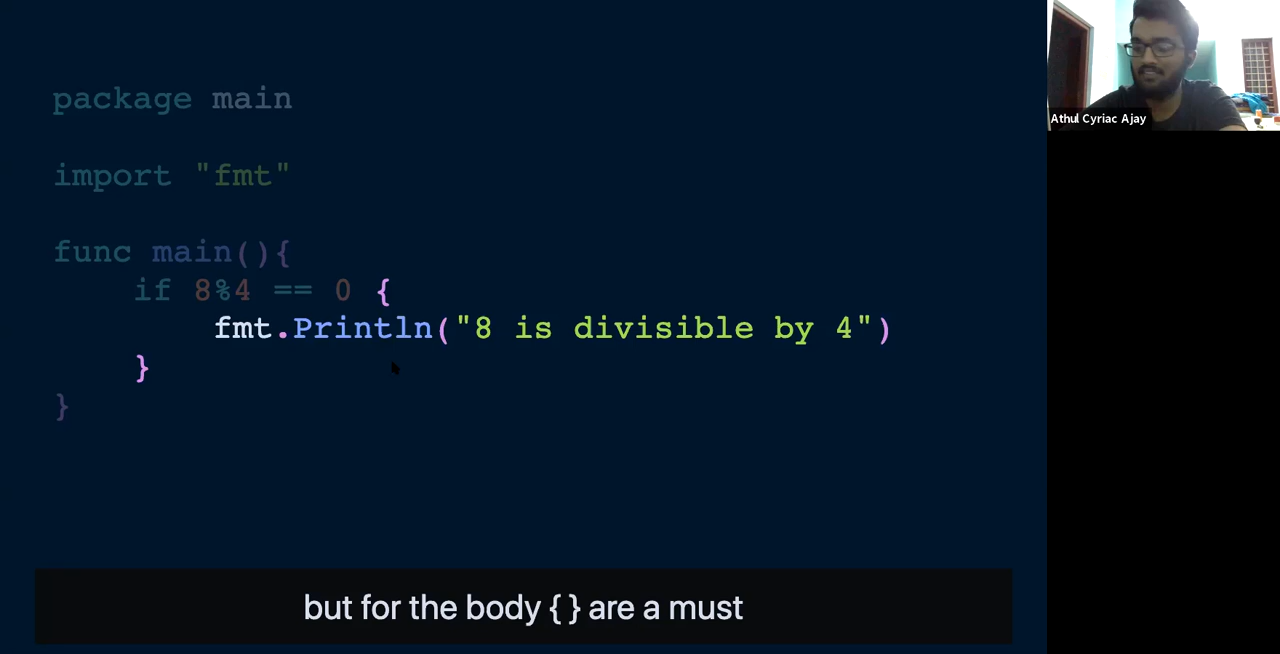 package main
import "fmt"
func main(){
if 8%4 == 0 {
fmt.Println("8 is divisible by 4")
}
}
but for the body { } are a must
Athul Cyriac Ajay